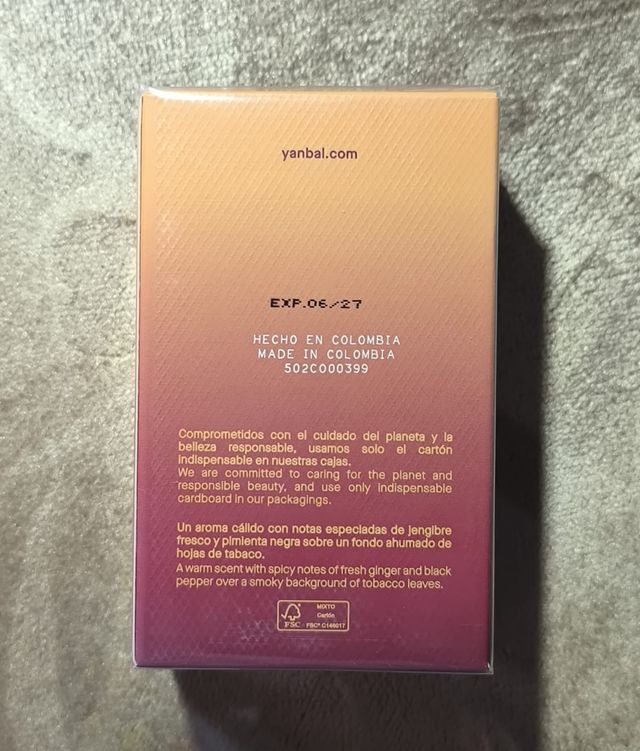 yanbal.com
EXP.06/27
HECHO EN COLOMBIA
MADE IN COLOMBIA
502C000399
Comprometidos con el cuidado del planeta y la
belleza responsable, usamos solo el cartón
indispensable en nuestras cajas.
We are committed to caring for the planet and
responsible beauty, and use only indispensable
cardboard in our packagings.
Un aroma cálido con notas especiadas de jengibre
fresco y pimienta negra sobre un fondo ahumado de
hojas de tabaco.
A warm scent with spicy notes of fresh ginger and black
pepper over a smoky background of tobacco leaves.
MIXTO
Cartón
FSC FSC® C146017